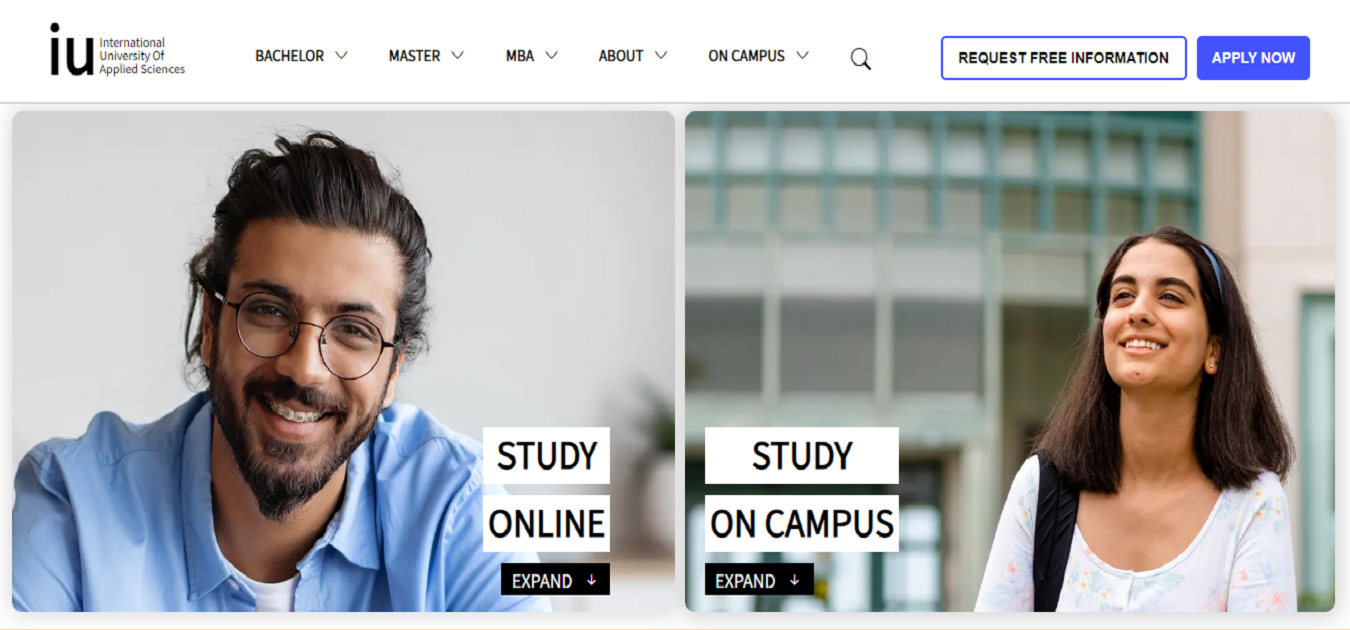 iu International
University Of
Applied Sciences
BACHELOR
MASTER
MBA
ABOUT
ON CAMPUS
REQUEST FREE INFORMATION
APPLY NOW
STUDY
ONLINE
EXPAND ↓
STUDY
ON CAMPUS
EXPAND ↓